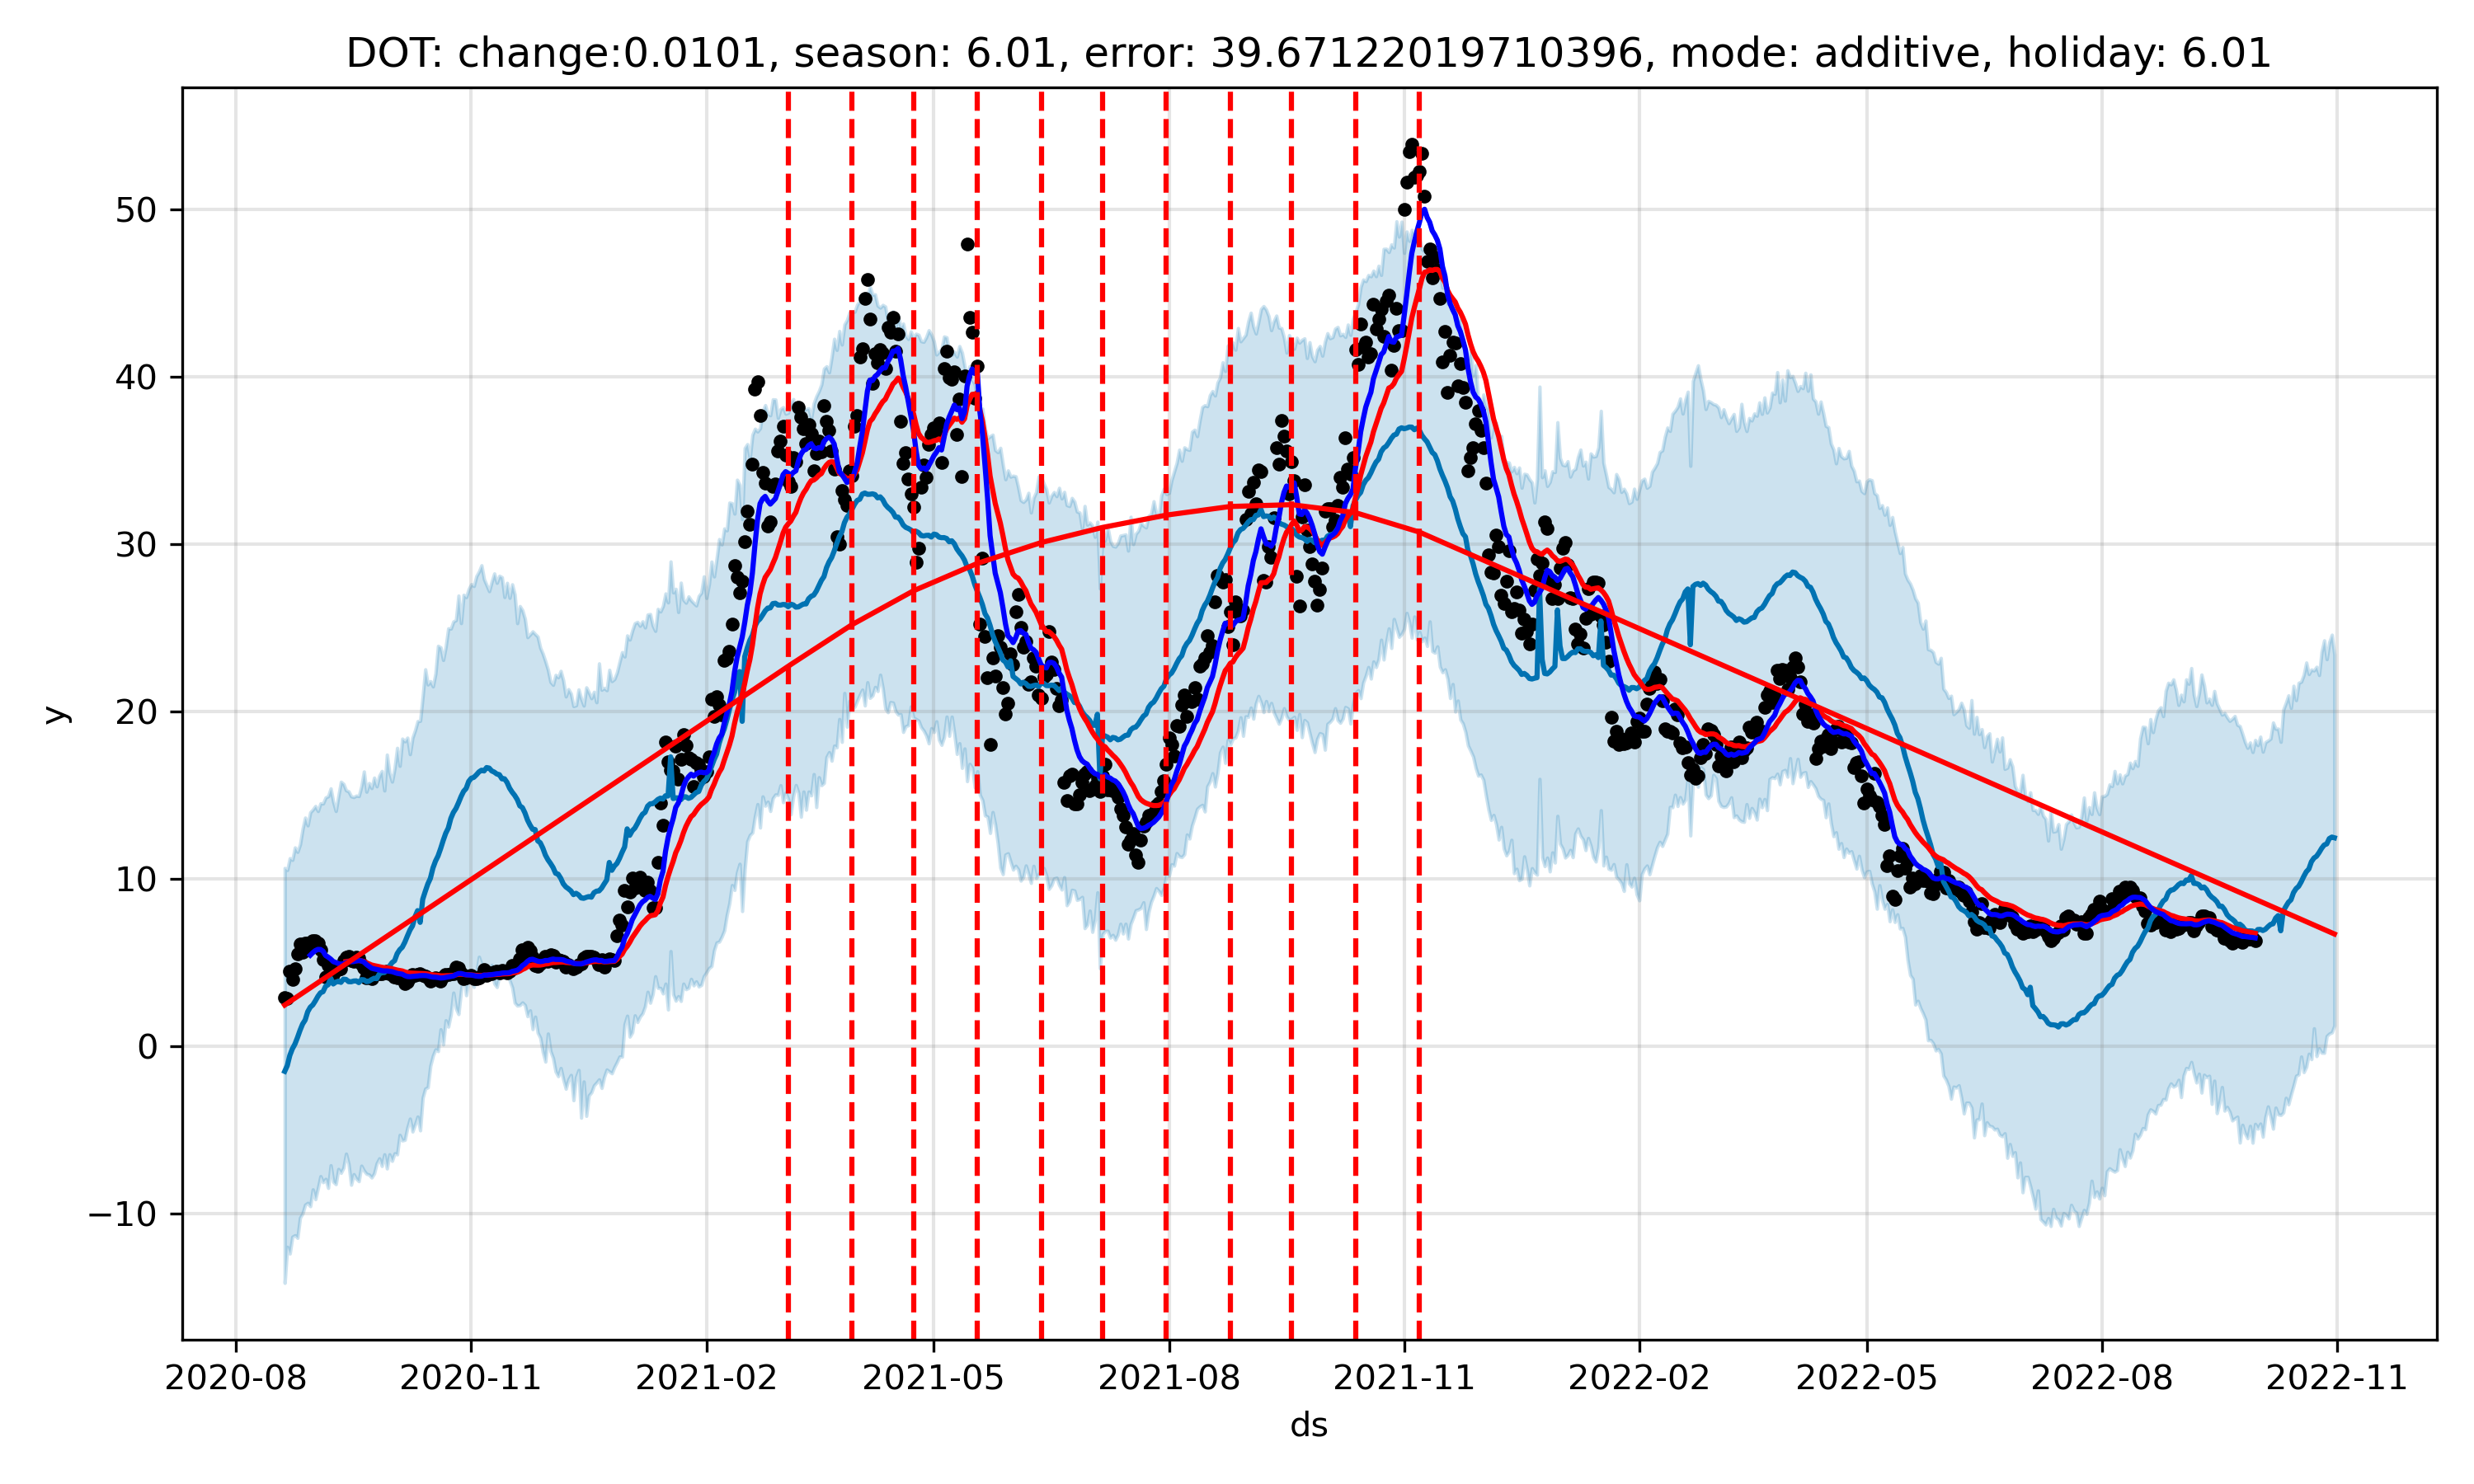 DOT: change:0.0101, season: 6.01, error: 39.67122019710396, mode: additive, holiday: 6.01
y
50
40
30
20
10
0
−10
2020-08 2020-11 2021-02 2021-05 2021-08 2021-11 2022-02 2022-05 2022-08 2022-11
ds